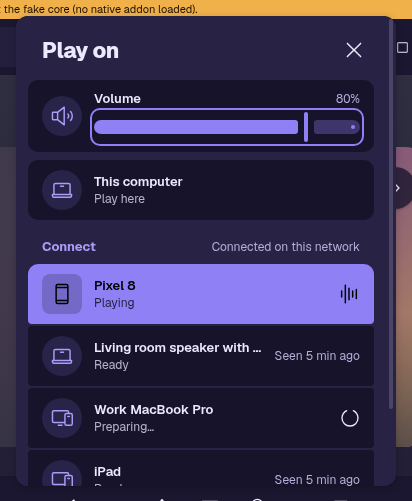 the fake core (no native addon loaded).
Play on
Volume 80%
This computer
Play here
Connect Connected on this network
Pixel 8
Playing
Living room speaker with ... Seen 5 min ago
Ready
Work MacBook Pro
Preparing...
iPad Seen 5 min ago